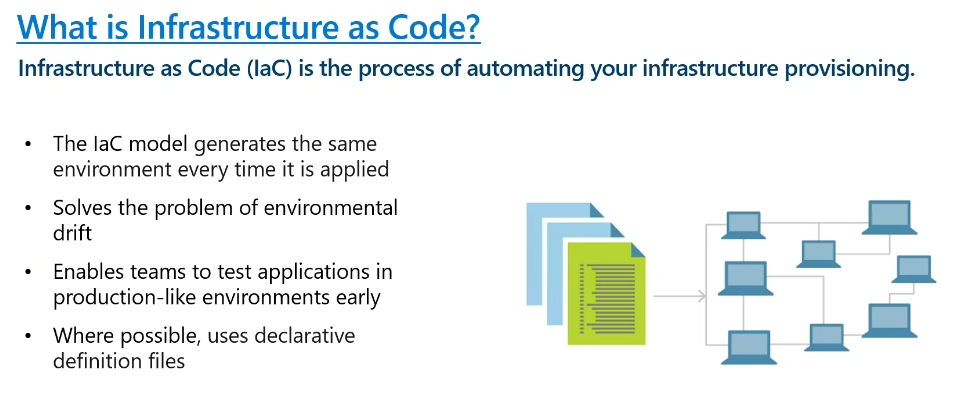 What is Infrastructure as Code?
Infrastructure as Code (IaC) is the process of automating your infrastructure provisioning.
• The IaC model generates the same
environment every time it is applied
• Solves the problem of environmental
drift
• Enables teams to test applications in
production-like environments early
• Where possible, uses declarative
definition files